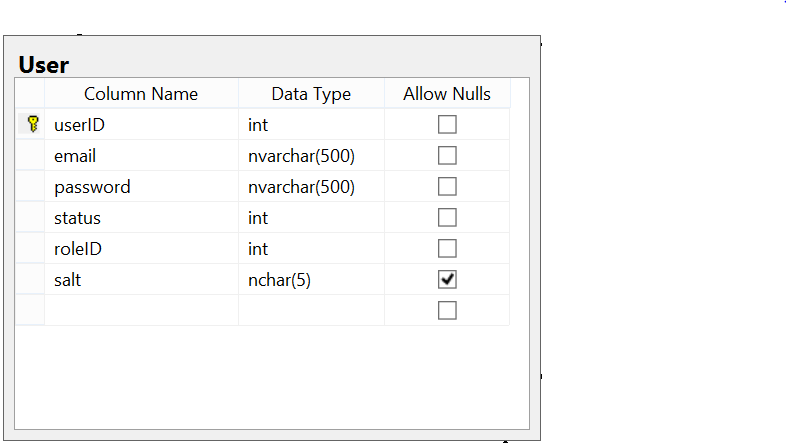 User
Column Name Data Type Allow Nulls
userID int
email nvarchar(500)
password nvarchar(500)
status int
roleID int
salt nchar(5)